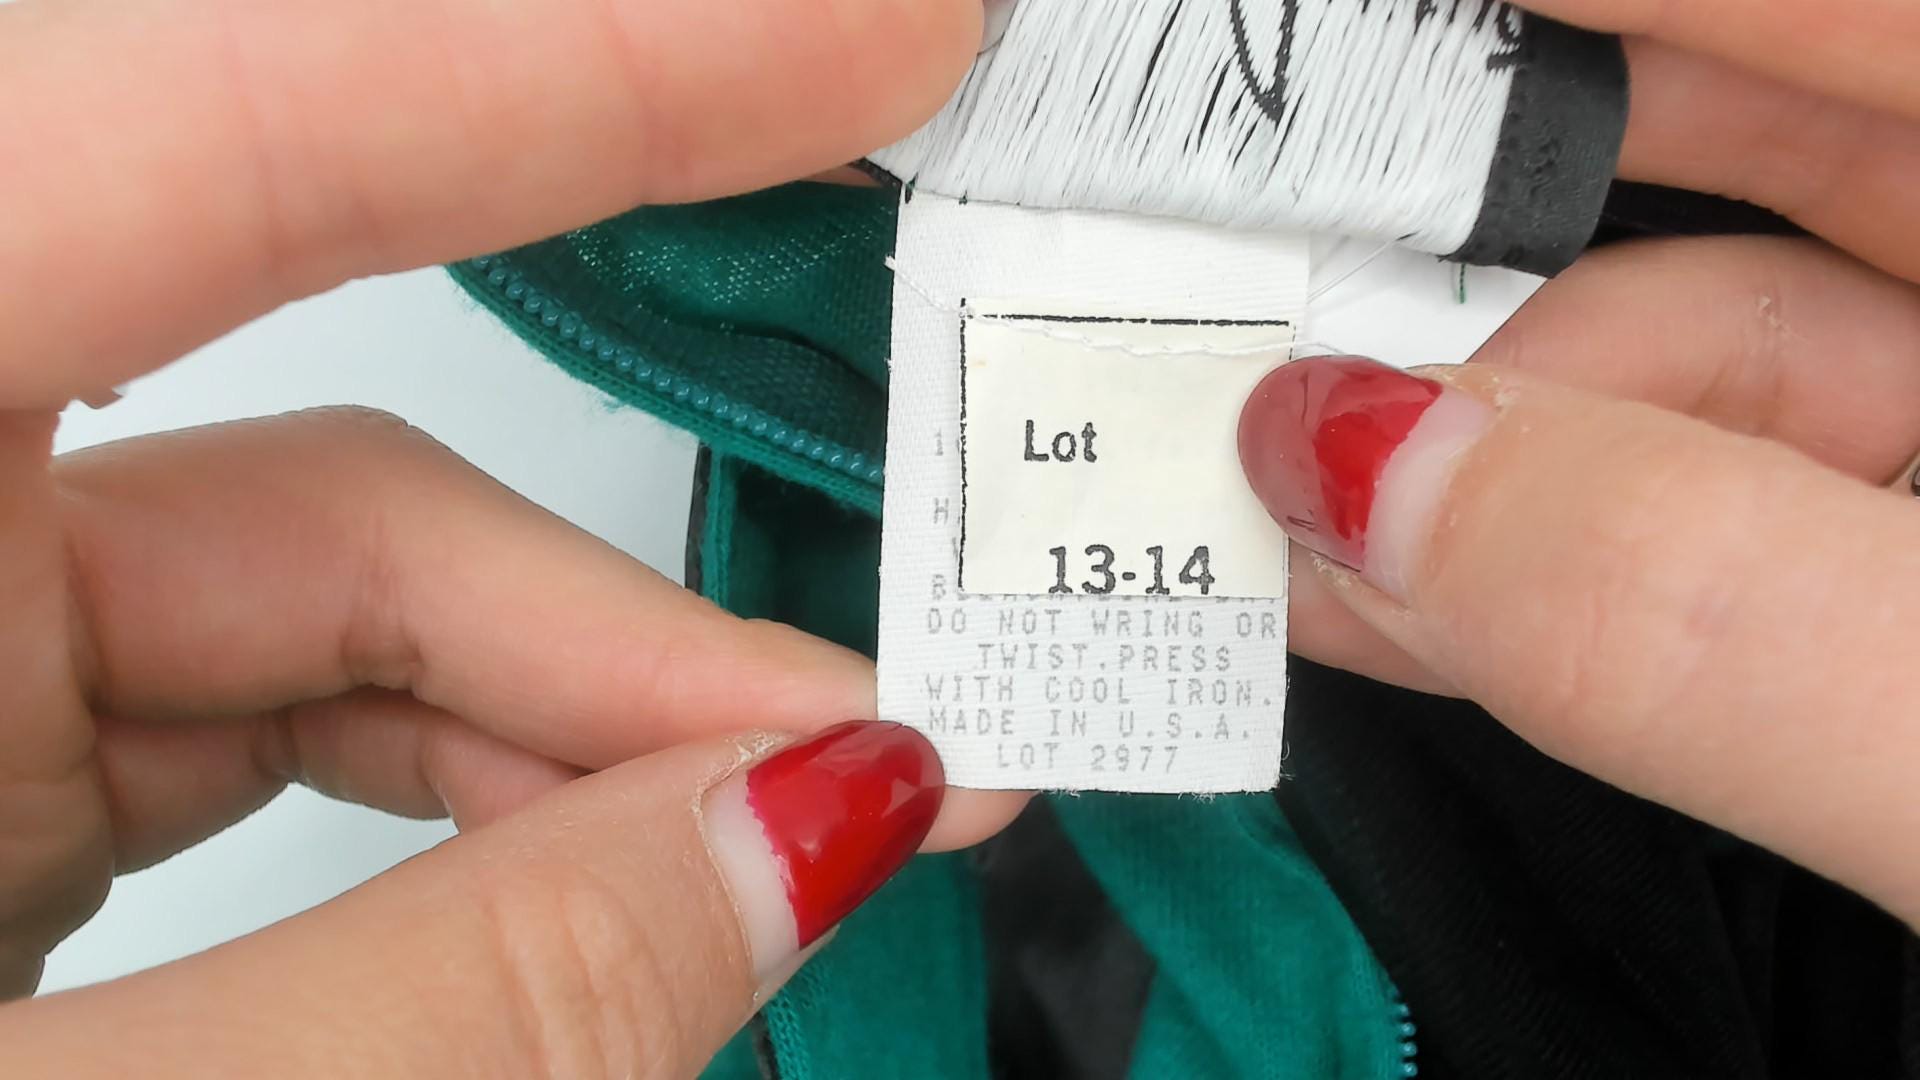 Lot
13-14
DO NOT WRING OR
TWIST.PRESS
WITH COOL IRON.
MADE IN U.S.A.
LOT 2977